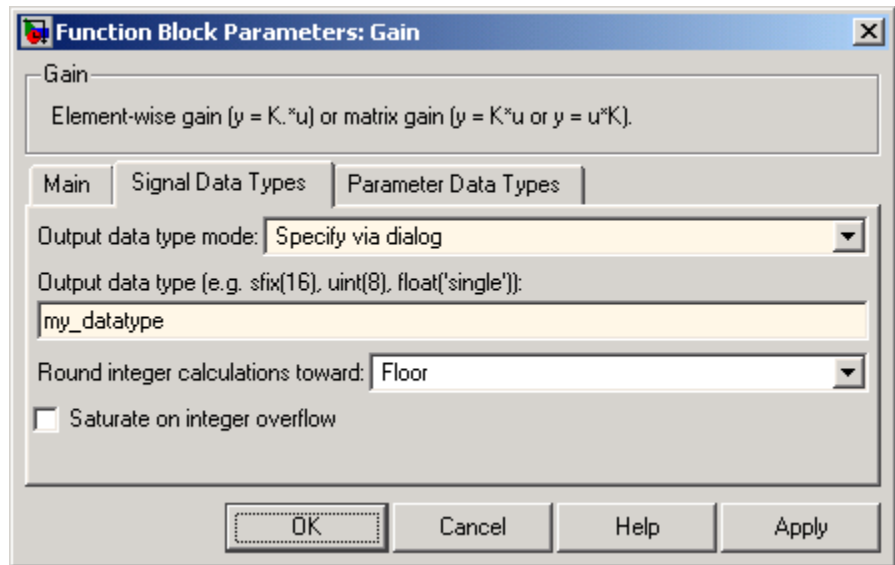 Function Block Parameters: Gain
Gain
Element-wise gain (y = K.*u) or matrix gain (y = K*u or y = u*K).
Main Signal Data Types Parameter Data Types
Output data type mode: Specify via dialog
Output data type (e.g. sfix(16), uint(8), float('single')):
my_datatype
Round integer calculations toward: Floor
Saturate on integer overflow
OK Cancel Help Apply